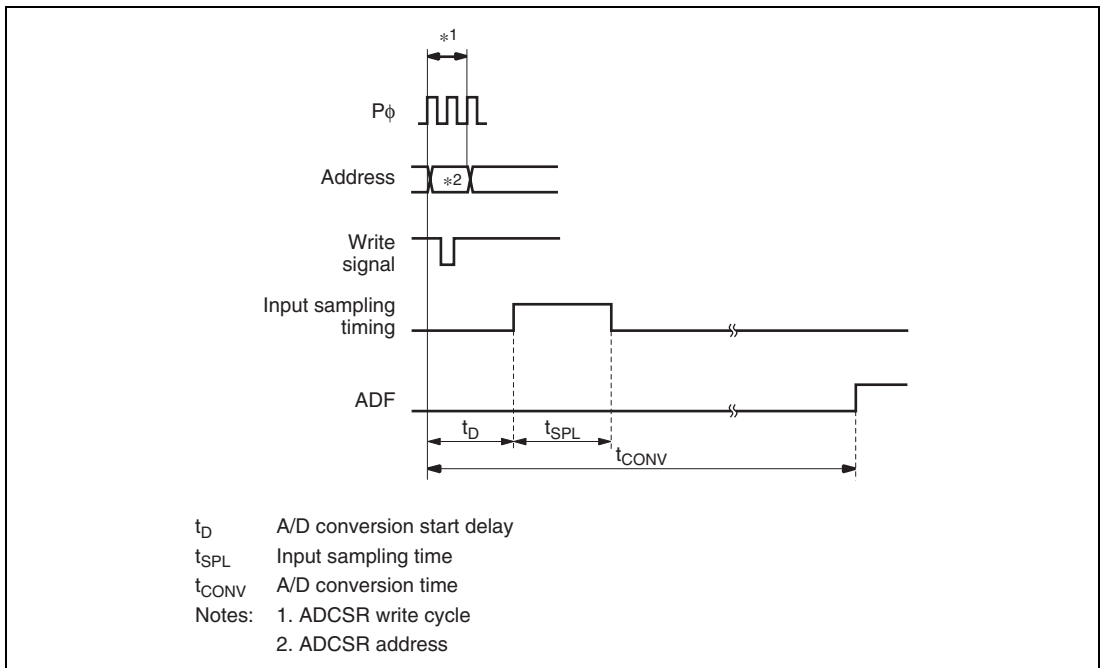 *1
Pϕ
Address
*2
Write
signal
Input sampling
timing
ADF
tD
tSPL
tCONV
tD A/D conversion start delay
tSPL Input sampling time
tCONV A/D conversion time
Notes: 1. ADCSR write cycle
2. ADCSR address